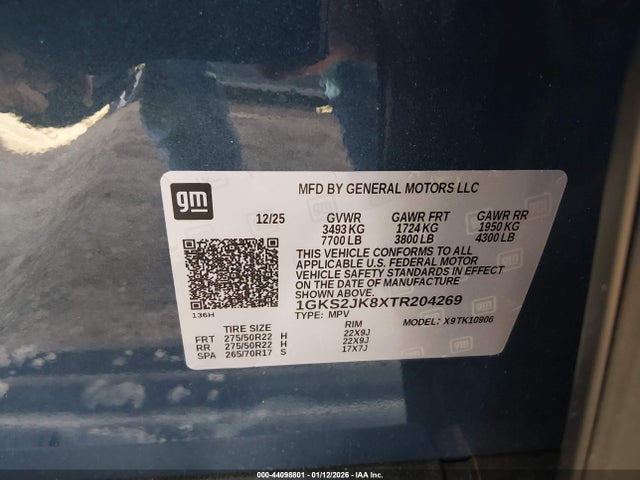 gm
MFD BY GENERAL MOTORS LLC
12/25 GVWR GAWR FRT GAWR RR
3493 KG 1724 KG 1950 KG
7700 LB 3800 LB 4300 LB
THIS VEHICLE CONFORMS TO ALL
APPLICABLE U.S. FEDERAL MOTOR
VEHICLE SAFETY STANDARDS IN EFFECT
ON THE DATE OF MANUFACTURE
SHOWN ABOVE.
1GKS2JK8XTR204269
136H
TYPE: MPV MODEL: X9TK10906
TIRE SIZE RIM
FRT 275/50R22 H 22X9J
RR 275/50R22 H 22X9J
SPA 265/70R17 S 17X7J
000-44098801 - 01/12/2026 - IAA Inc.